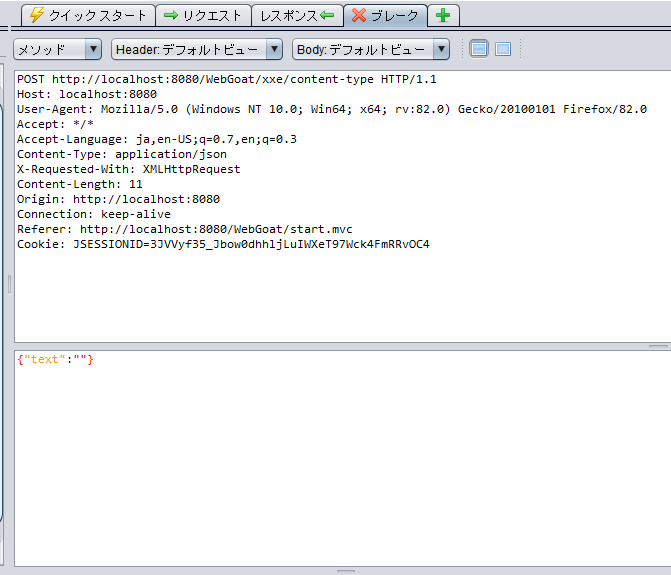 クイックスタート リクエスト レスポンス ブレーク
メソッド Header: デフォルトビュー Body: デフォルトビュー
POST http://localhost:8080/WebGoat/xxe/content-type HTTP/1.1
Host: localhost:8080
User-Agent: Mozilla/5.0 (Windows NT 10.0; Win64; x64; rv:82.0) Gecko/20100101 Firefox/82.0
Accept: */*
Accept-Language: ja,en-US;q=0.7,en;q=0.3
Content-Type: application/json
X-Requested-With: XMLHttpRequest
Content-Length: 11
Origin: http://localhost:8080
Connection: keep-alive
Referer: http://localhost:8080/WebGoat/start.mvc
Cookie: JSESSIONID=3JVVyf35_Jbow0dhhljLuIWXeT97Wck4FmRRvOC4
{"text":""}